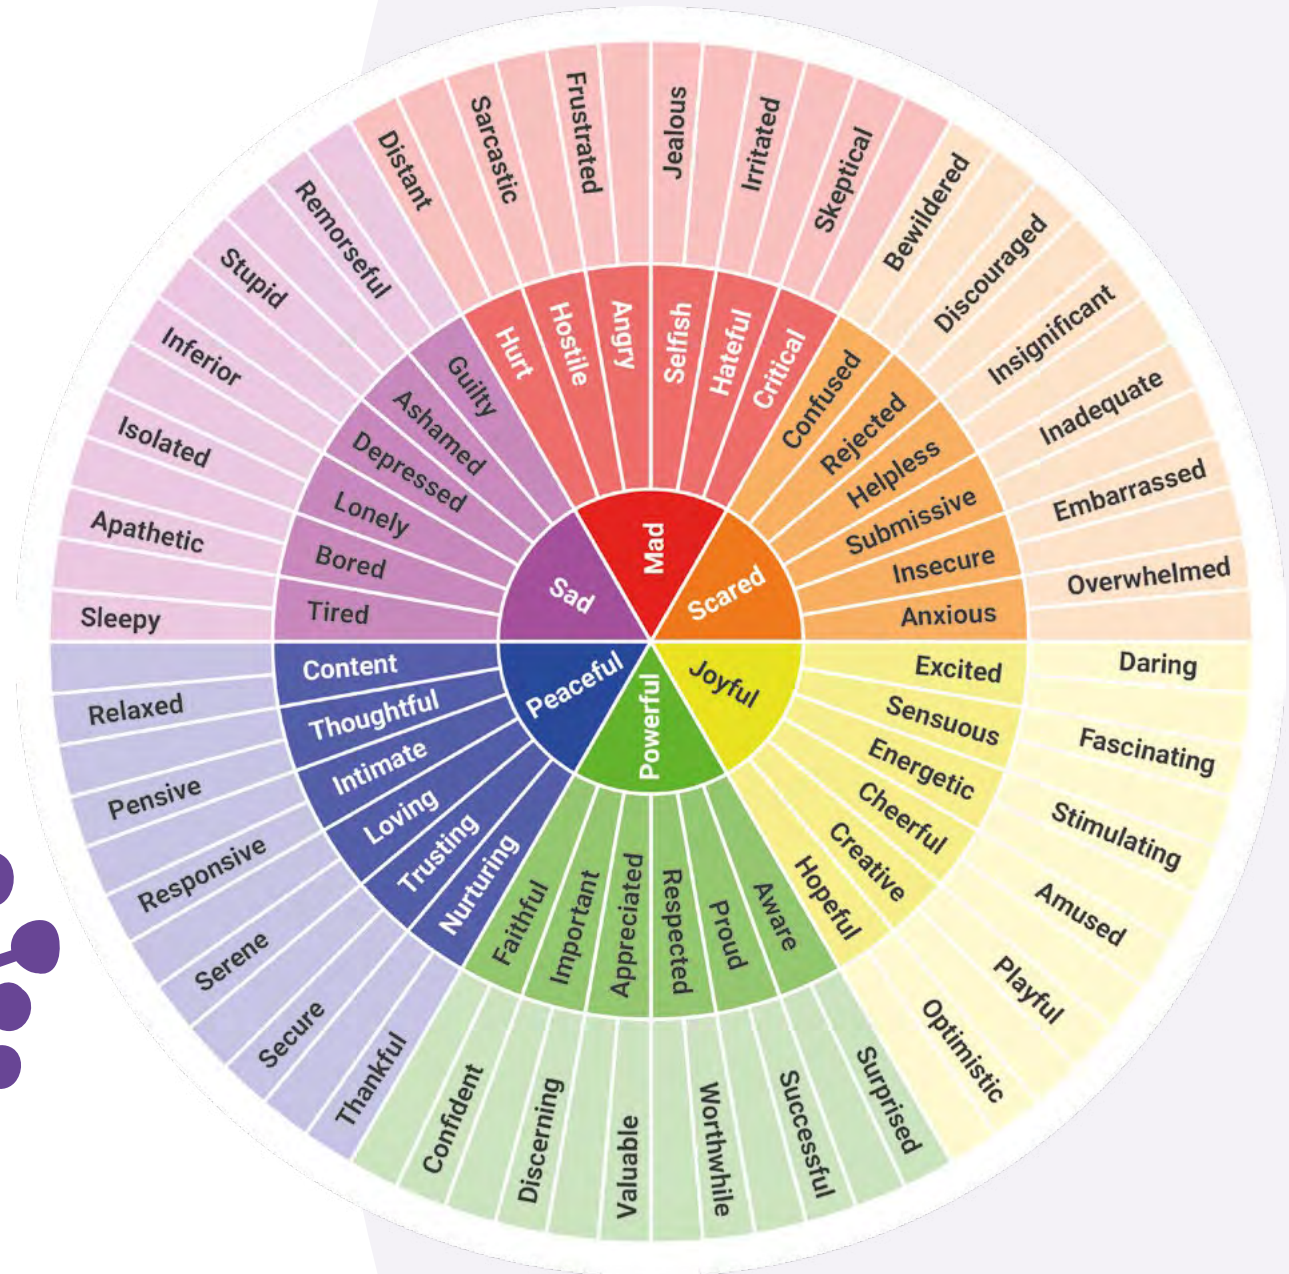 Mad
Scared
Joyful
Powerful
Peaceful
Sad
Hurt
Hostile
Angry
Selfish
Hateful
Critical
Confused
Rejected
Helpless
Submissive
Insecure
Anxious
Excited
Sensuous
Energetic
Cheerful
Creative
Hopeful
Aware
Proud
Respected
Appreciated
Important
Faithful
Nurturing
Trusting
Loving
Intimate
Thoughtful
Content
Tired
Bored
Lonely
Depressed
Ashamed
Guilty
Distant
Sarcastic
Frustrated
Jealous
Irritated
Skeptical
Bewildered
Discouraged
Insignificant
Inadequate
Embarrassed
Overwhelmed
Daring
Fascinating
Stimulating
Amused
Playful
Optimistic
Surprised
Successful
Worthwhile
Valuable
Discerning
Confident
Thankful
Secure
Serene
Responsive
Pensive
Relaxed
Sleepy
Apathetic
Isolated
Inferior
Stupid
Remorseful